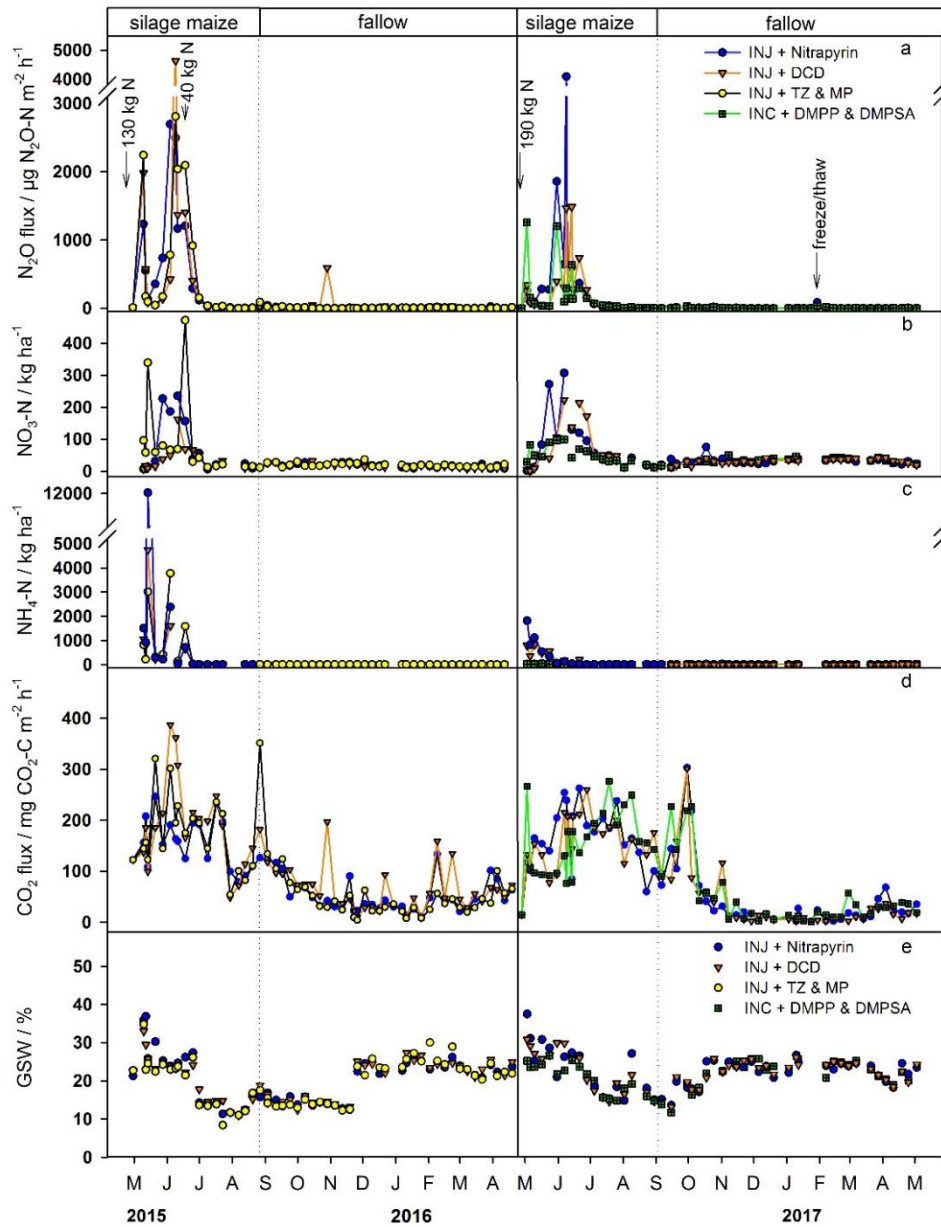 silage maize fallow silage maize fallow
a
N₂O flux / µg N₂O-N m⁻² h⁻¹
5000
4000
3000
2000
1000
0
130 kg N
40 kg N
190 kg N
freeze/thaw
INJ + Nitrapyrin
INJ + DCD
INJ + TZ & MP
INC + DMPP & DMPSA
b
NO₃-N / kg ha⁻¹
400
300
200
100
0
c
NH₄-N / kg ha⁻¹
12000
5000
4000
3000
2000
1000
0
d
CO₂ flux / mg CO₂-C m⁻² h⁻¹
400
300
200
100
0
e
GSW / %
50
40
30
20
10
0
INJ + Nitrapyrin
INJ + DCD
INJ + TZ & MP
INC + DMPP & DMPSA
M J J A S O N D J F M A M J J A S O N D J F M A M
2015 2016 2017